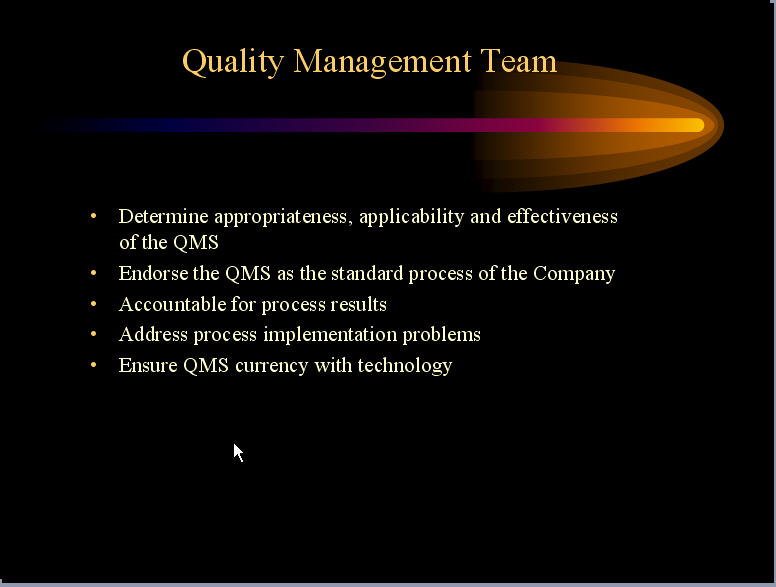 Quality Management Team
• Determine appropriateness, applicability and effectiveness
of the QMS
• Endorse the QMS as the standard process of the Company
• Accountable for process results
• Address process implementation problems
• Ensure QMS currency with technology